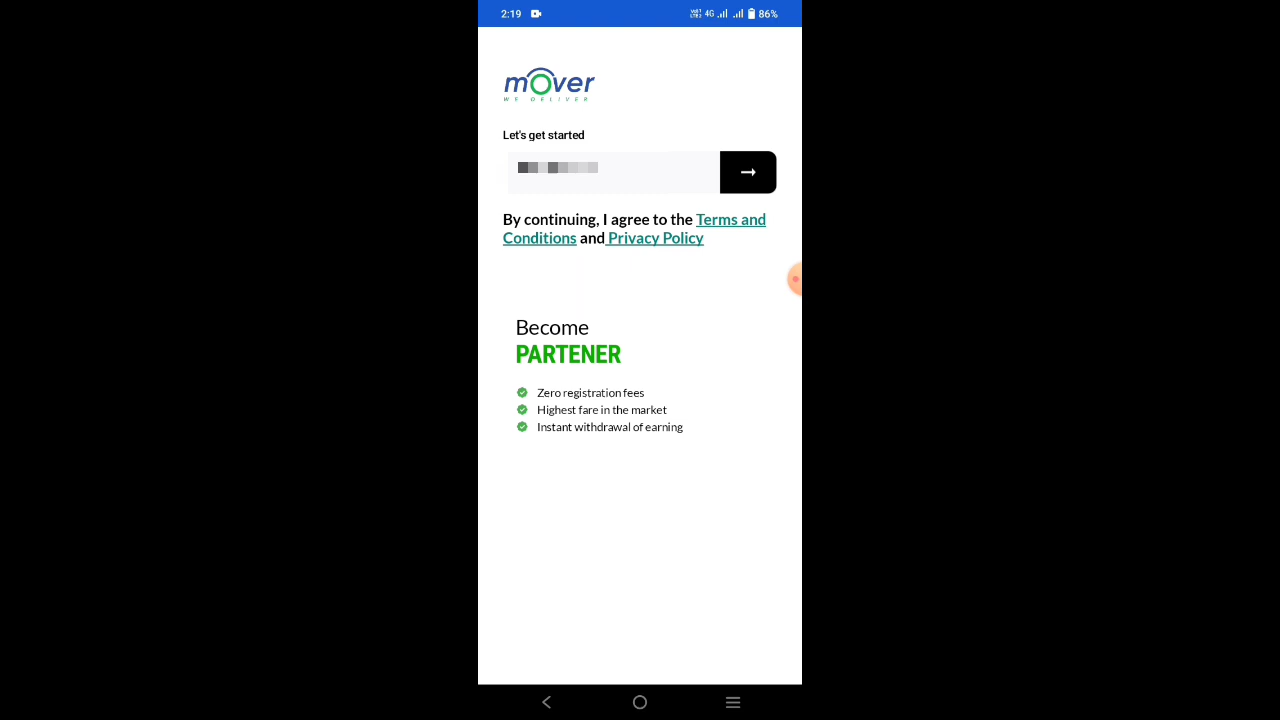 2:19 4G 86%
mover
WE DELIVER
Let's get started
By continuing, I agree to the Terms and
Conditions and Privacy Policy
Become
PARTENER
Zero registration fees
Highest fare in the market
Instant withdrawal of earning